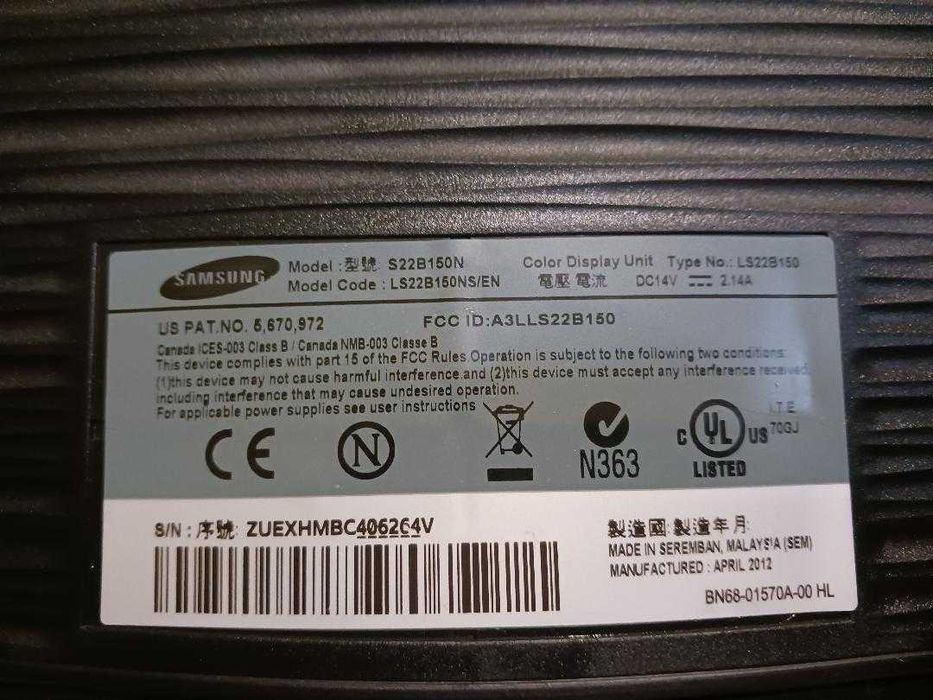 SAMSUNG
Model : 型號 S22B150N
Model Code : LS22B150NS/EN
Color Display Unit Type No.: LS22B150
電壓 電流 DC14V 2.14A
US PAT.NO. 5,670,972 FCC ID:A3LLS22B150
Canada ICES-003 Class B / Canada NMB-003 Classe B
This device complies with part 15 of the FCC Rules Operation is subject to the following two conditions:
(1)this device may not cause harmful interference.and (2)this device must accept any interference received,
including interference that may cause undesired operation.
For applicable power supplies see user instructions
CE
N
N363
C UL US
LISTED
I.T.E
70GJ
S/N : 序號: ZUEXHMBC406264V
製造國 製造年月
MADE IN SEREMBAN, MALAYSIA (SEM)
MANUFACTURED : APRIL 2012
BN68-01570A-00 HL